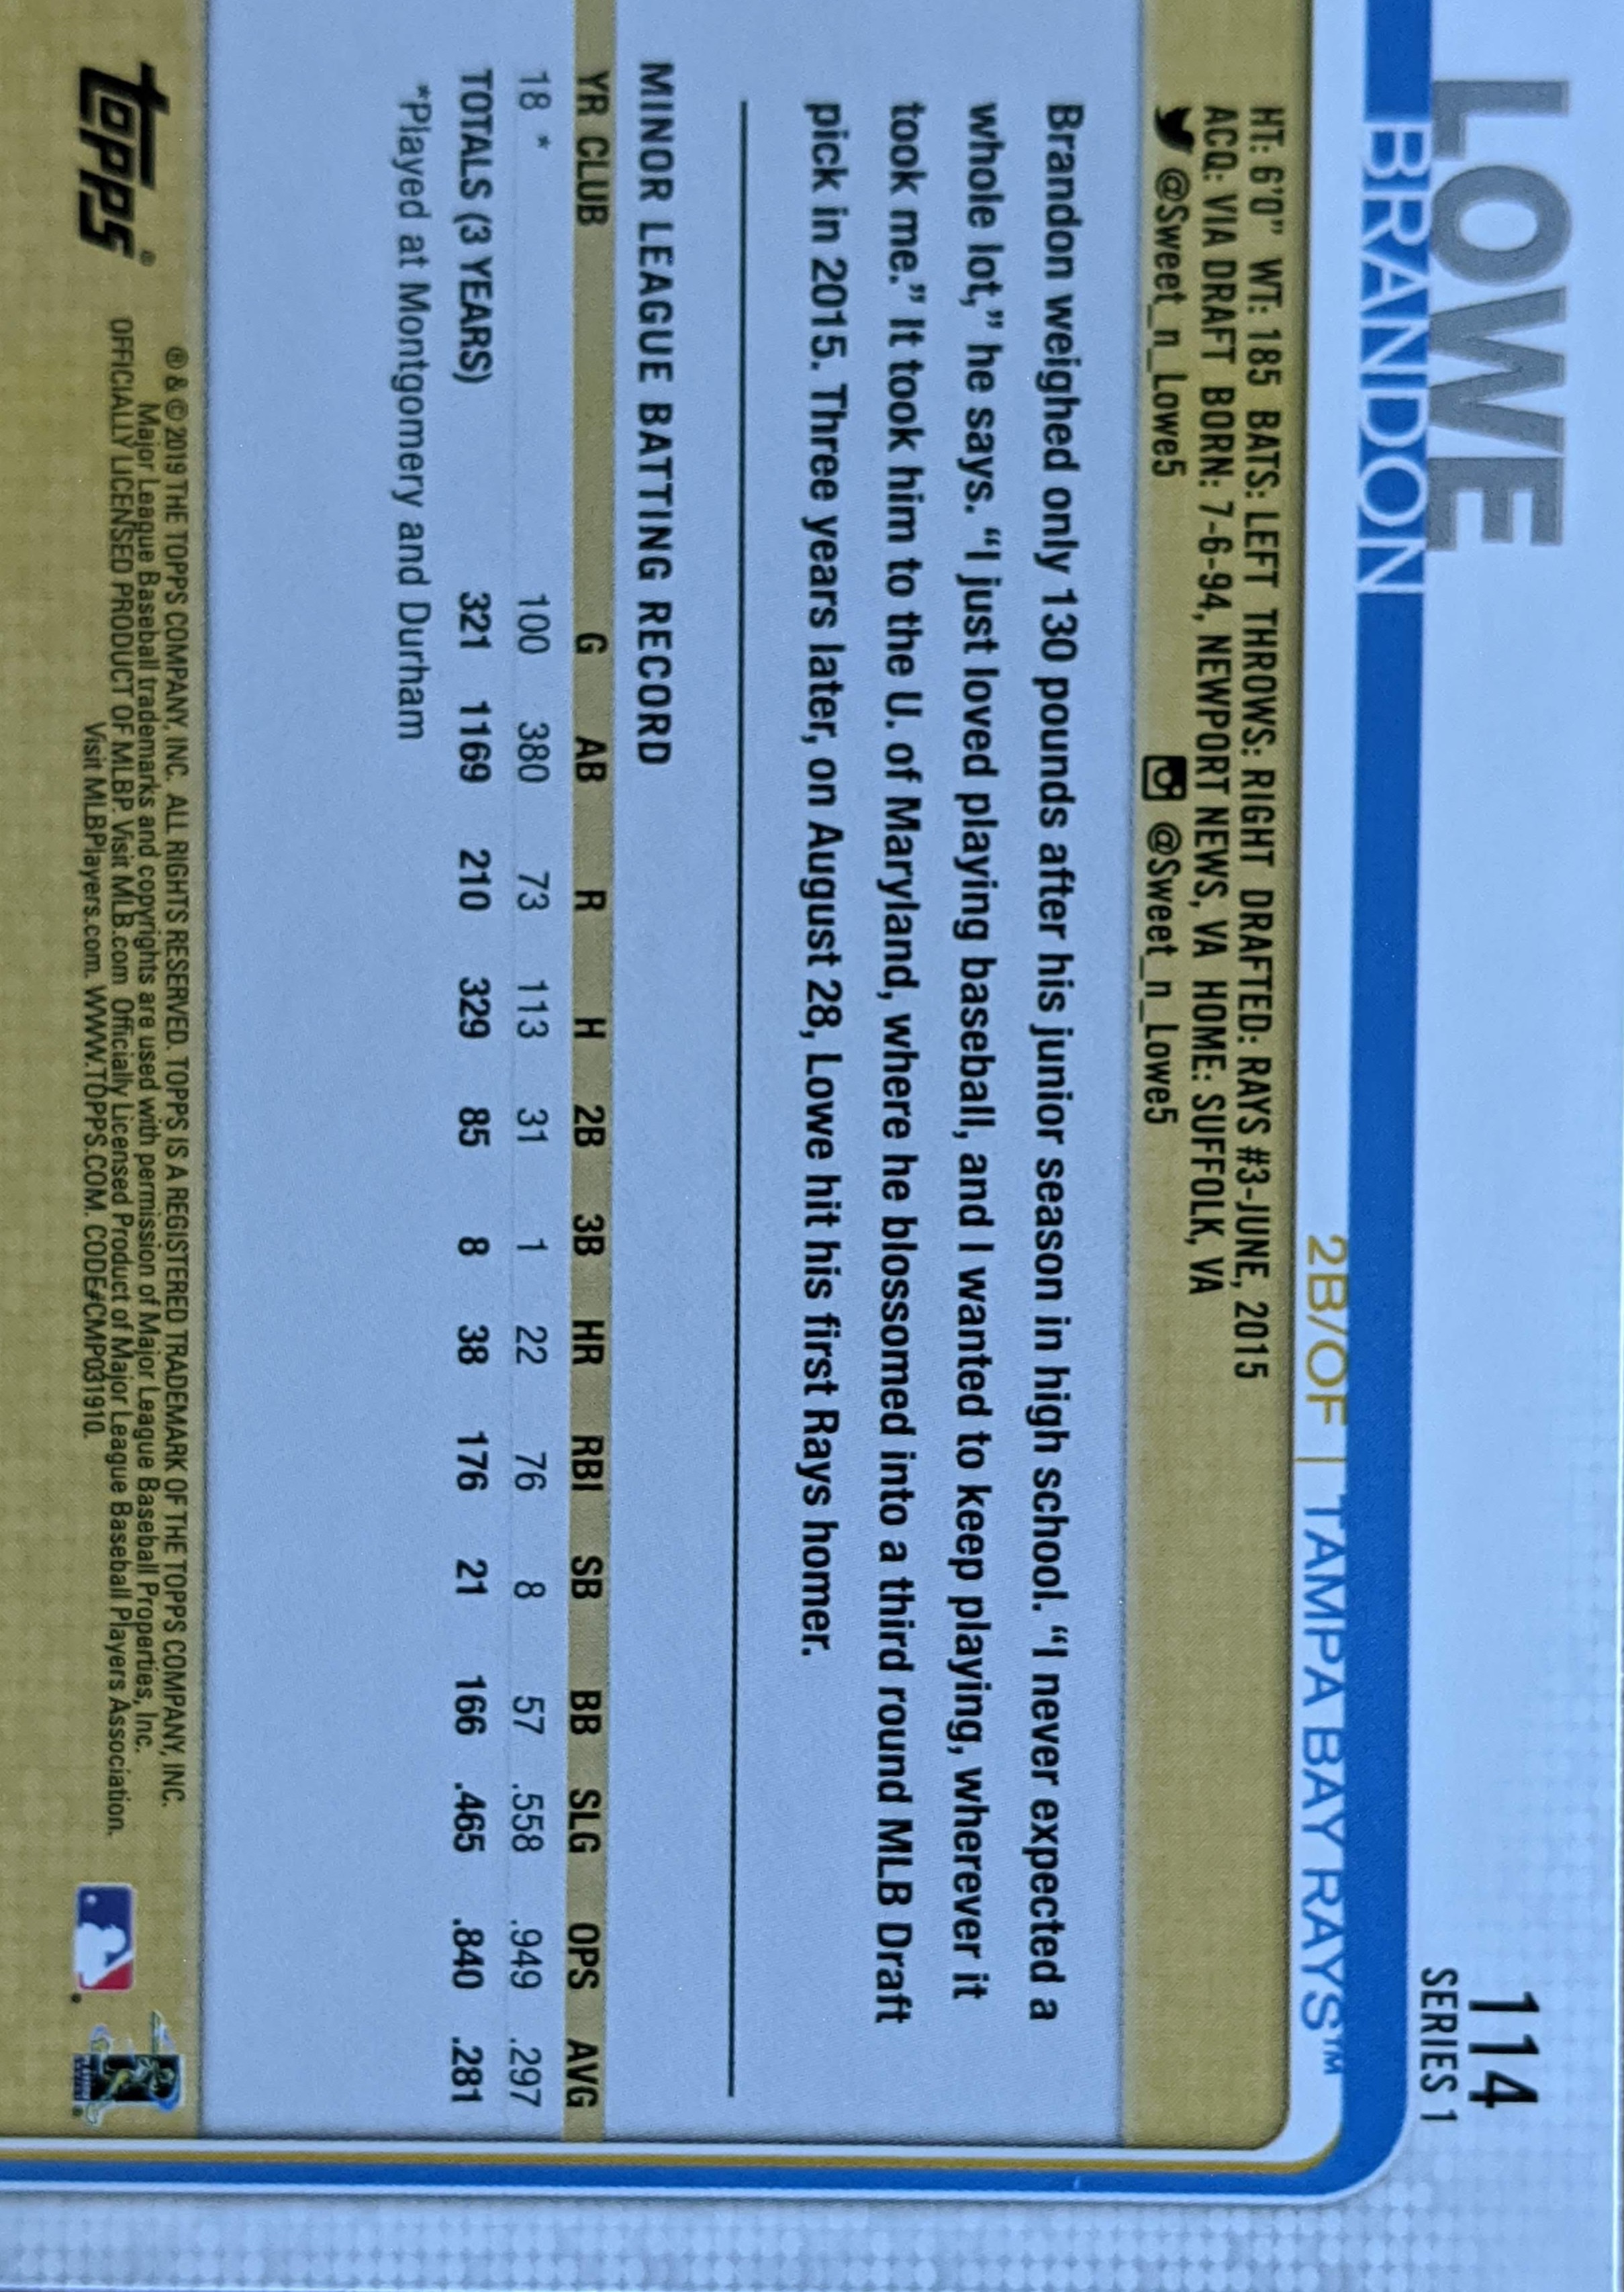 LOWE
114
BRANDON
SERIES 1
2B/OF | TAMPA BAY RAYS™
HT: 6'0" WT: 185 BATS: LEFT THROWS: RIGHT DRAFTED: RAYS #3-JUNE, 2015
ACQ: VIA DRAFT BORN: 7-6-94, NEWPORT NEWS, VA HOME: SUFFOLK, VA
@Sweet_n_Lowe5 @Sweet_n_Lowe5
Brandon weighed only 130 pounds after his junior season in high school. “I never expected a
whole lot,” he says. “I just loved playing baseball, and I wanted to keep playing, wherever it
took me.” It took him to the U. of Maryland, where he blossomed into a third round MLB Draft
pick in 2015. Three years later, on August 28, Lowe hit his first Rays homer.
MINOR LEAGUE BATTING RECORD
YR CLUB G AB R H 2B 3B HR RBI SB BB SLG OPS AVG
18 * 100 380 73 113 31 1 22 76 8 57 .558 .949 .297
TOTALS (3 YEARS) 321 1169 210 329 85 8 38 176 21 166 .465 .840 .281
*Played at Montgomery and Durham
topps®
® & © 2019 THE TOPPS COMPANY, INC. ALL RIGHTS RESERVED. TOPPS IS A REGISTERED TRADEMARK OF THE TOPPS COMPANY, INC.
Major League Baseball trademarks and copyrights are used with permission of Major League Baseball Properties, Inc.
OFFICIALLY LICENSED PRODUCT OF MLBP. Visit MLB.com Officially Licensed Product of Major League Baseball Players Association.
Visit MLBPlayers.com. WWW.TOPPS.COM. CODE#CMP031910.